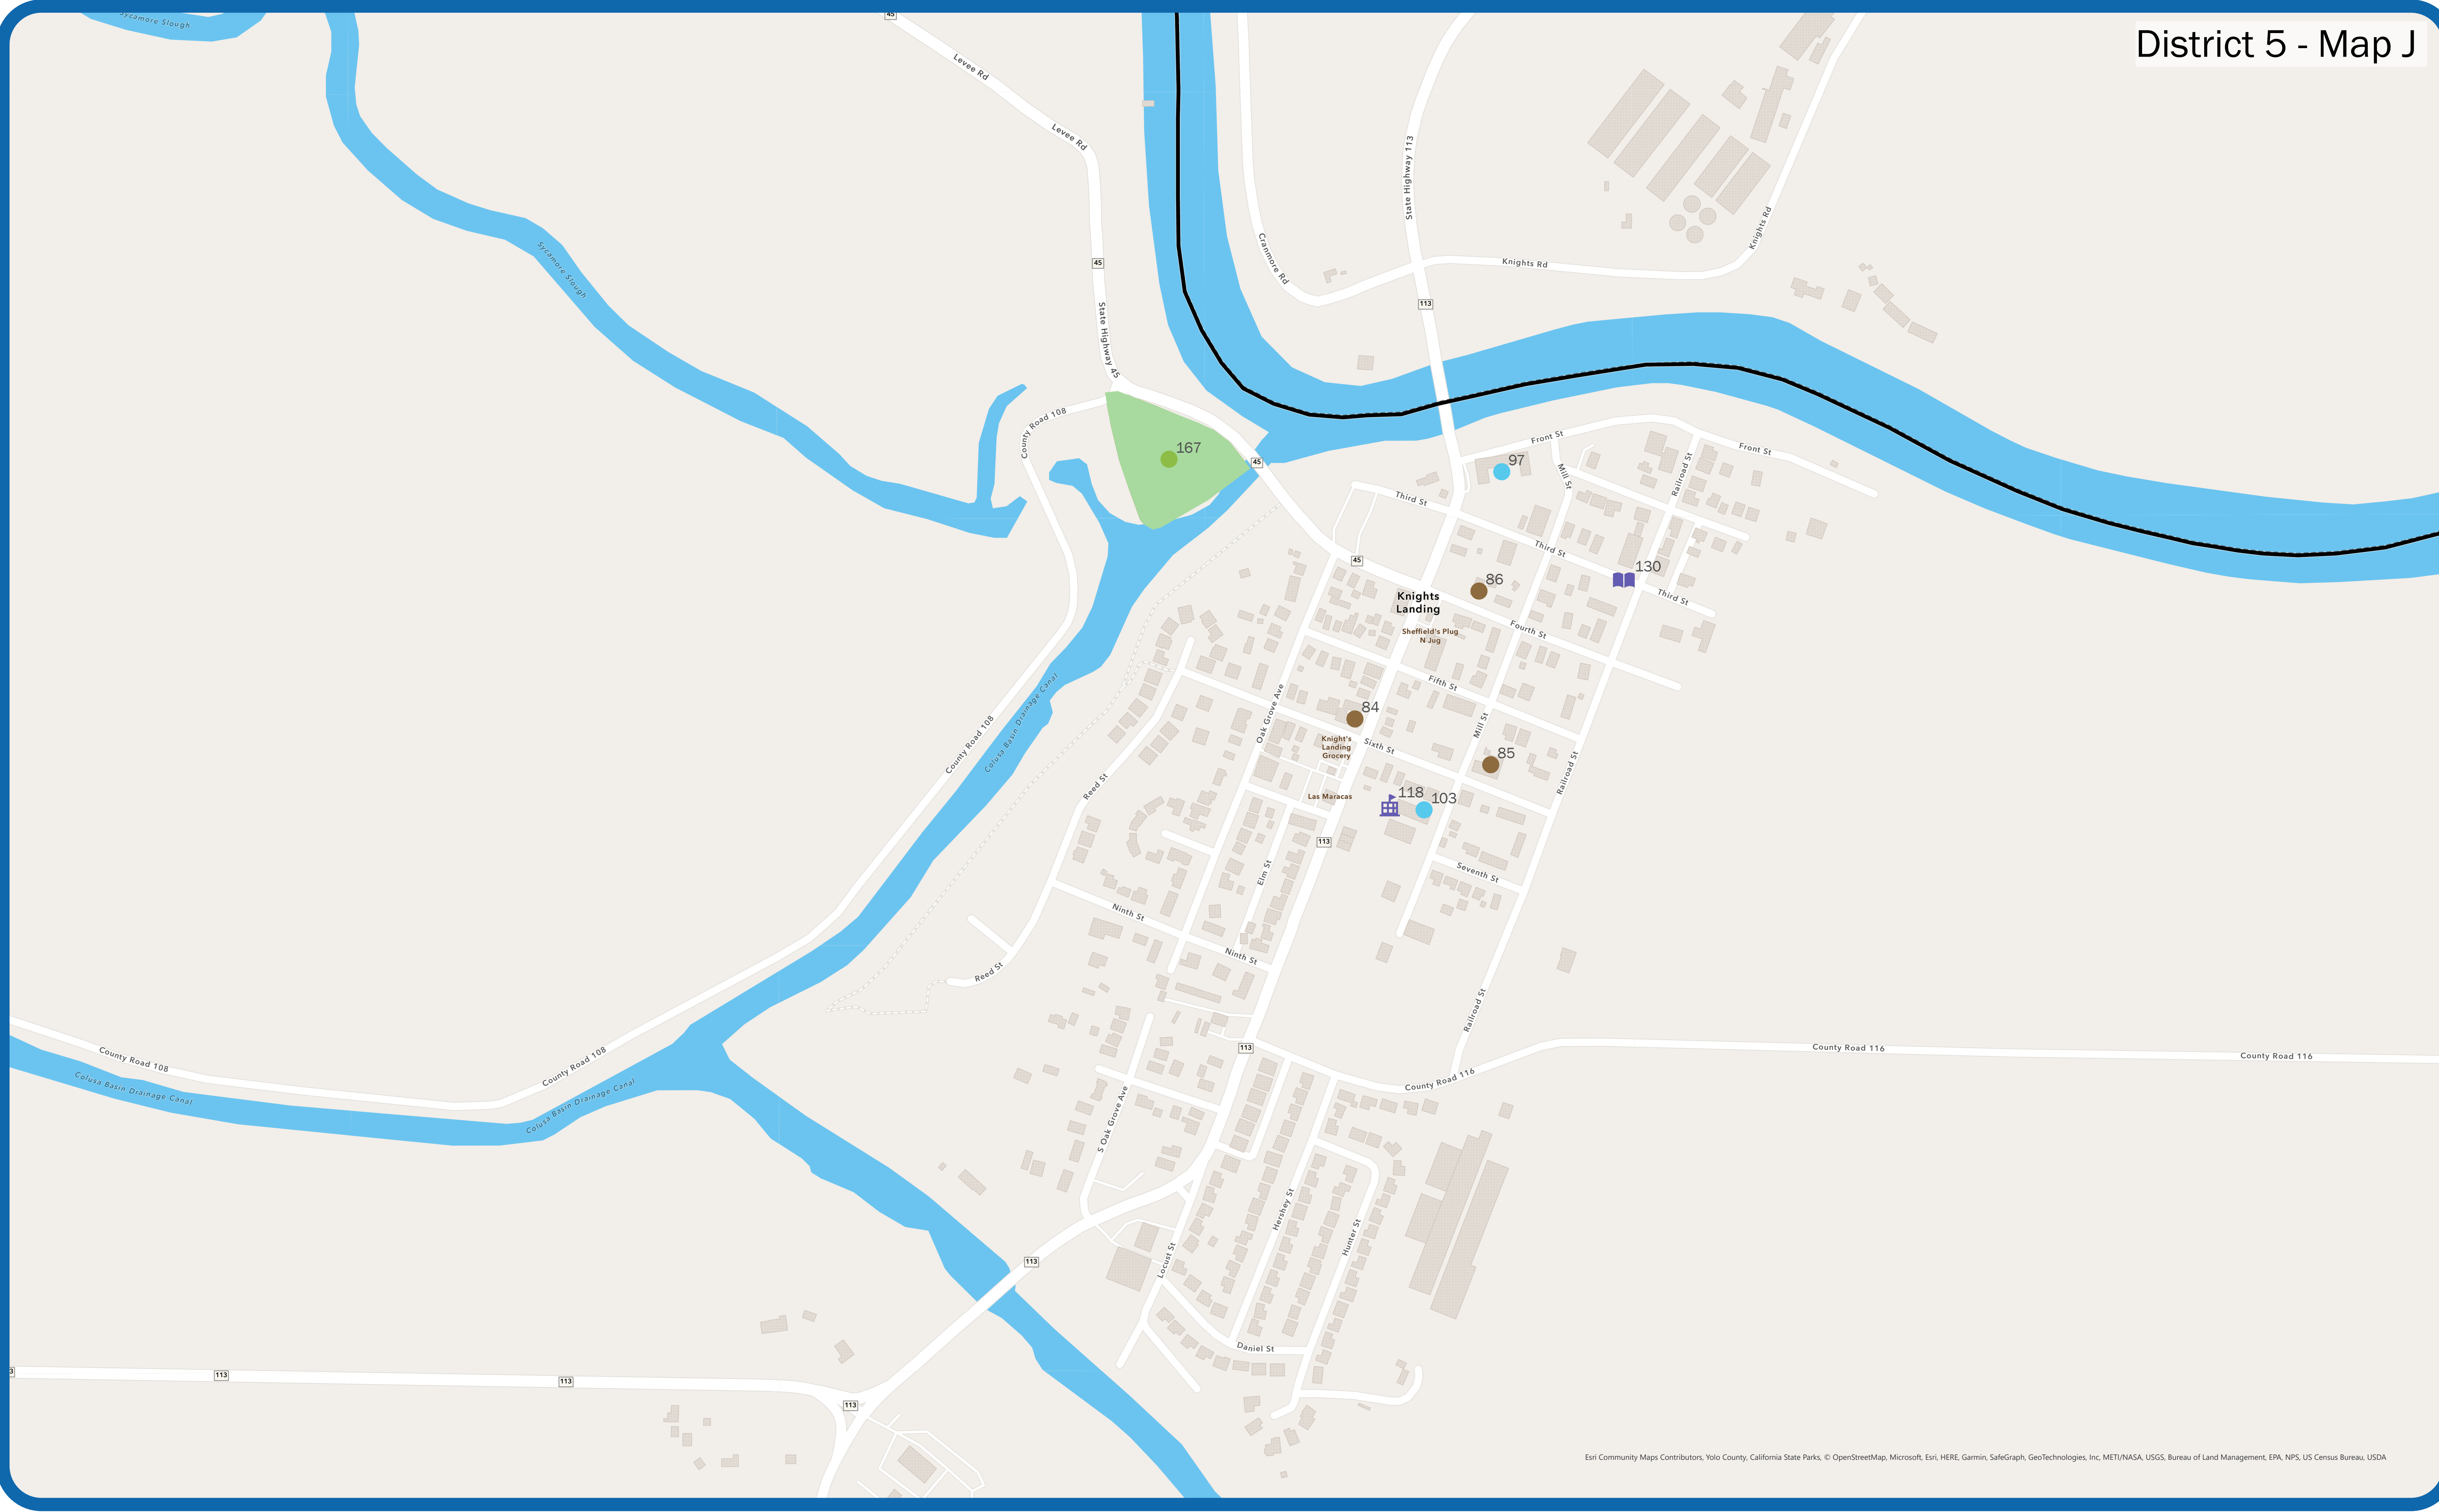 Sycamore Slough
45
District 5 - Map J
Levee Rd
Levee Rd
State Highway 113
Cranmore Rd
Knights Rd
Knights Rd
Sycamore Slough
45
113
State Highway 45
County Road 108
167
45
Front St
Front St
97
Mill St
Railroad St
Third St
45
Third St
130
86
Third St
Knights
Landing
Sheffield's Plug
N Jug
Fourth St
Fifth St
Oak Grove Ave
84
Mill St
Knight's
Landing
Grocery
Sixth St
85
County Road 108
Colusa Basin Drainage Canal
Reed St
Railroad St
Las Maracas
118
103
113
Elm St
Seventh St
Ninth St
Ninth St
Reed St
Railroad St
113
County Road 116
County Road 116
County Road 116
County Road 108
County Road 108
Colusa Basin Drainage Canal
Colusa Basin Drainage Canal
S Oak Grove Ave
Hershey St
Hunter St
Locust St
113
Daniel St
3
113
113
113
Esri Community Maps Contributors, Yolo County, California State Parks, © OpenStreetMap, Microsoft, Esri, HERE, Garmin, SafeGraph, GeoTechnologies, Inc, METI/NASA, USGS, Bureau of Land Management, EPA, NPS, US Census Bureau, USDA